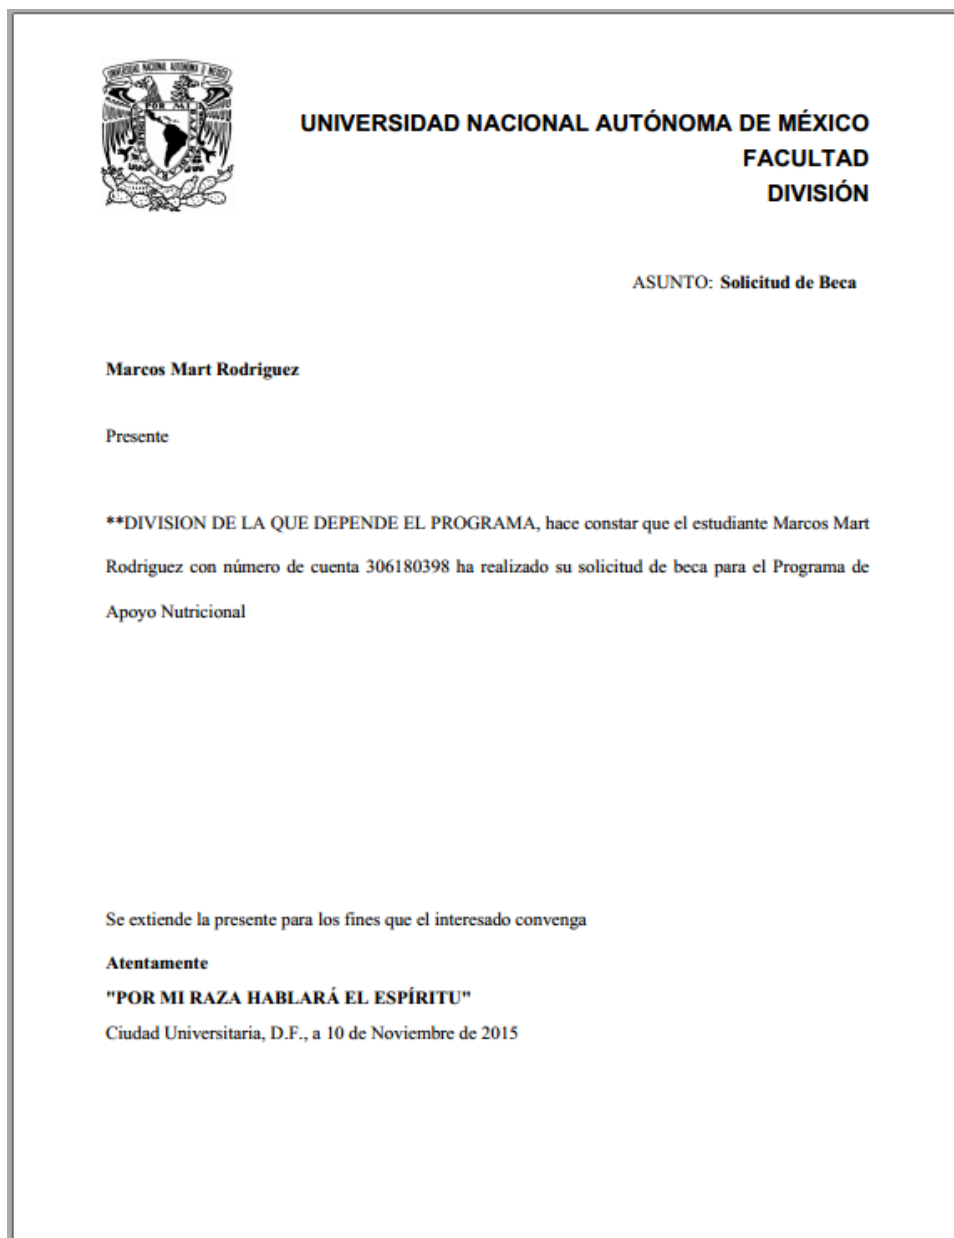 UNIVERSIDAD NACIONAL AUTÓNOMA DE MÉXICO
FACULTAD
DIVISIÓN
ASUNTO: Solicitud de Beca
Marcos Mart Rodriguez
Presente
**DIVISION DE LA QUE DEPENDE EL PROGRAMA, hace constar que el estudiante Marcos Mart
Rodriguez con número de cuenta 306180398 ha realizado su solicitud de beca para el Programa de
Apoyo Nutricional
Se extiende la presente para los fines que el interesado convenga
Atentamente
"POR MI RAZA HABLARÁ EL ESPÍRITU"
Ciudad Universitaria, D.F., a 10 de Noviembre de 2015